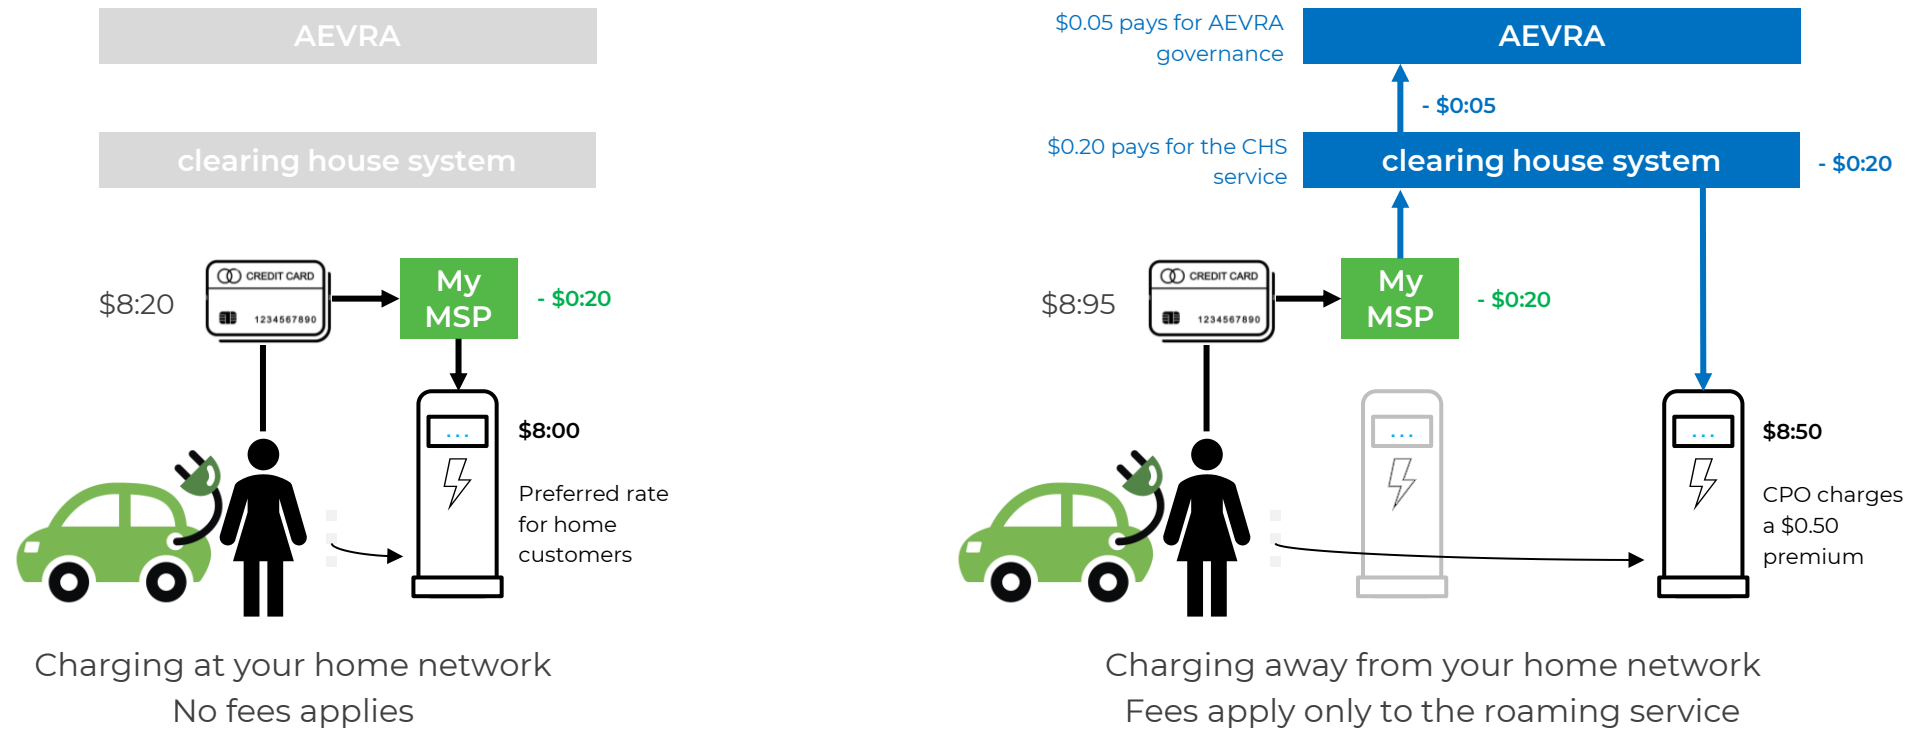 AEVRA
clearing house system
$8:20
CREDIT CARD
1234567890
My
MSP
- $0:20
...
$8:00
Preferred rate
for home
customers
Charging at your home network
No fees applies
$0.05 pays for AEVRA
governance
AEVRA
- $0:05
$0.20 pays for the CHS
service
clearing house system
- $0:20
$8:95
CREDIT CARD
1234567890
My
MSP
- $0:20
...
...
$8:50
CPO charges
a $0.50
premium
Charging away from your home network
Fees apply only to the roaming service